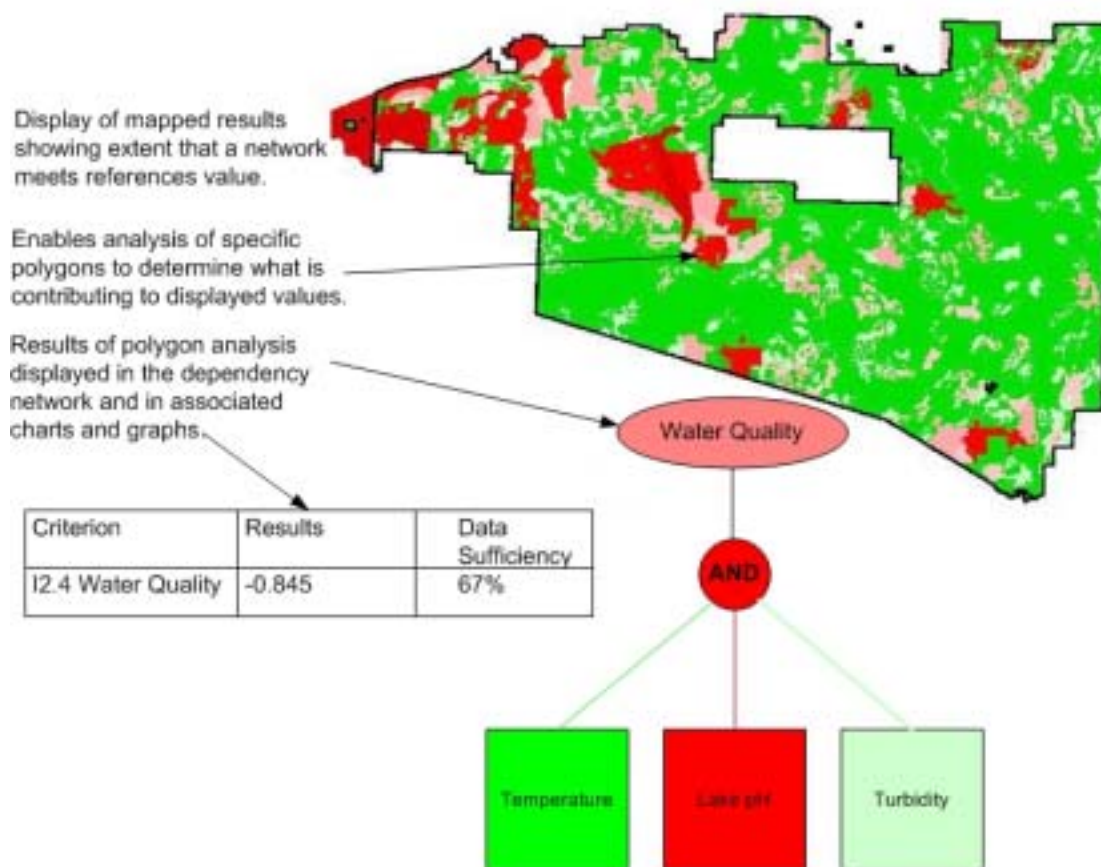 Display of mapped results
showing extent that a network
meets references value.
Enables analysis of specific
polygons to determine what is
contributing to displayed values.
Results of polygon analysis
displayed in the dependency
network and in associated
charts and graphs.
Water Quality
Criterion Results Data
Sufficiency
I2.4 Water Quality -0.845 67%
AND
Temperature Lake pH Turbidity